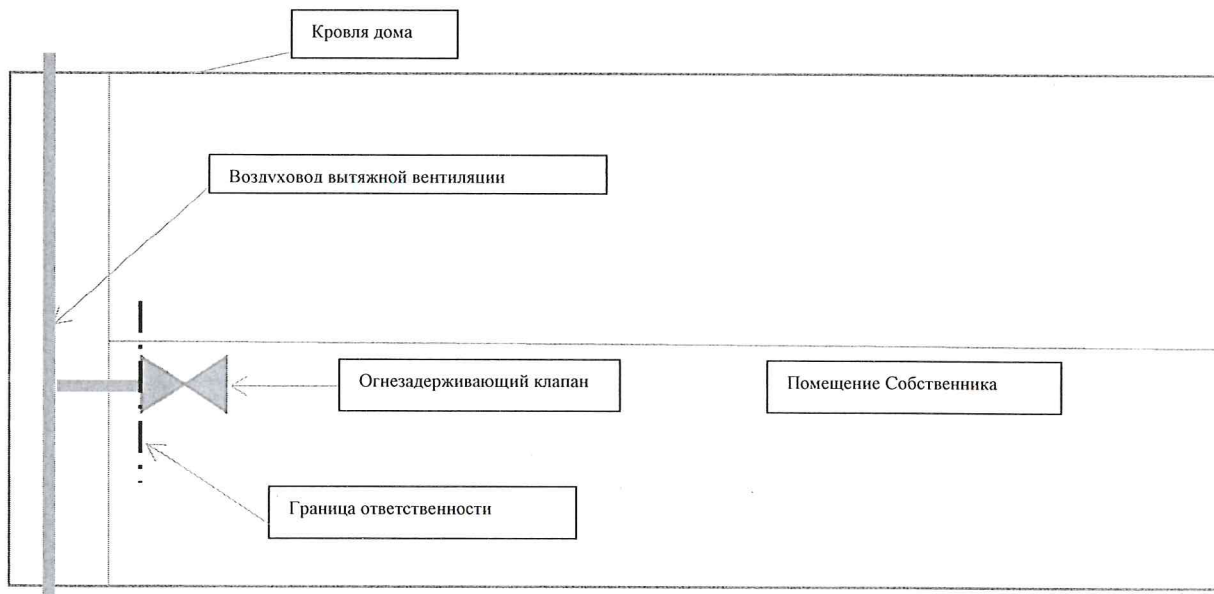 Кровля дома
Воздуховод вытяжной вентиляции
Огнезадерживающий клапан
Помещение Собственника
Граница ответственности